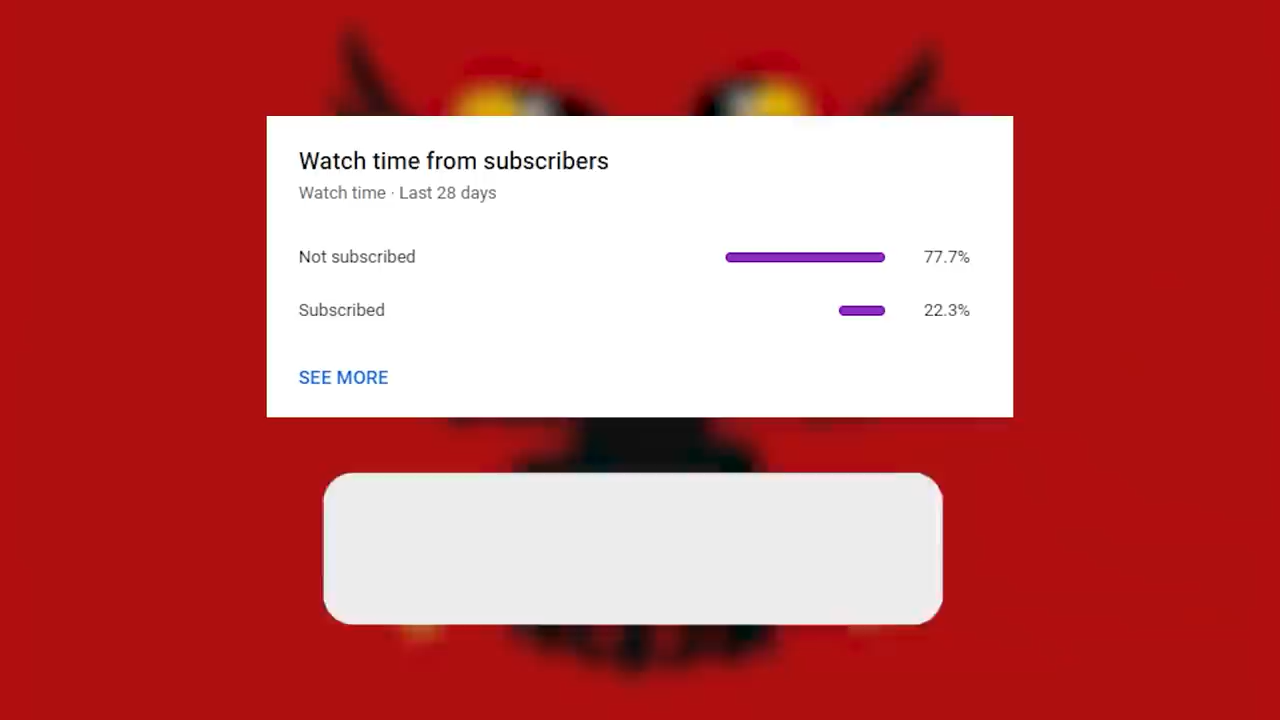 Watch time from subscribers
Watch time · Last 28 days
Not subscribed 77.7%
Subscribed 22.3%
SEE MORE